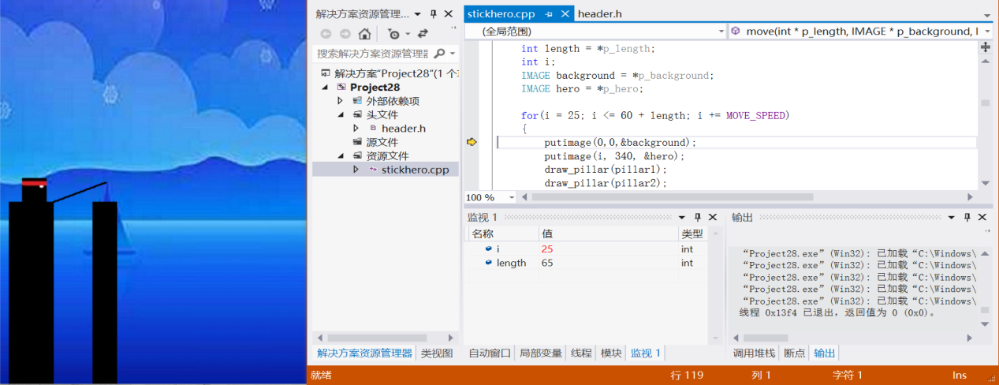 解决方案资源管理...
搜索解决方案资源管理器
解决方案“Project28”(1 个
Project28
外部依赖项
头文件
header.h
源文件
资源文件
stickhero.cpp
解决方案资源管理器
类视图
stickhero.cpp
header.h
(全局范围)
move(int * p_length, IMAGE * p_background, I
int length = *p_length;
int i;
IMAGE background = *p_background;
IMAGE hero = *p_hero;
for(i = 25; i <= 60 + length; i += MOVE_SPEED)
{
putimage(0,0,&background);
putimage(i, 340, &hero);
draw_pillar(pillar1);
draw_pillar(pillar2);
100 %
监视 1
名称 值 类型
i 25 int
length 65 int
自动窗口 局部变量 线程 模块 监视 1
输出
“Project28.exe”(Win32): 已加载“C:\Windows\
“Project28.exe”(Win32): 已加载“C:\Windows\
“Project28.exe”(Win32): 已加载“C:\Windows\
“Project28.exe”(Win32): 已加载“C:\Windows\
“Project28.exe”(Win32): 已加载“C:\Windows\
线程 0x13f4 已退出，返回值为 0 (0x0)。
调用堆栈 断点 输出
就绪 行 119 列 1 字符 1 Ins